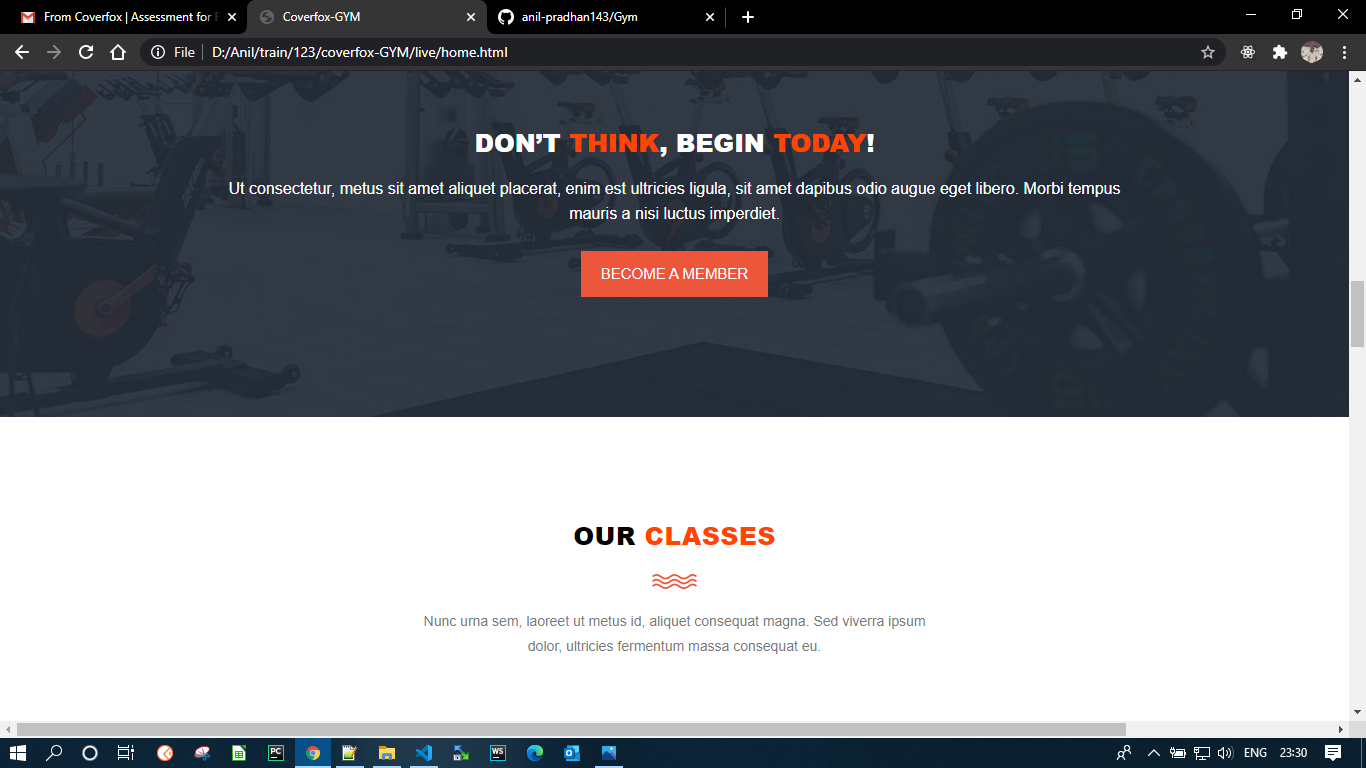 From Coverfox | Assessment for
Coverfox-GYM
anil-pradhan143/Gym
File
D:/Anil/train/123/coverfox-GYM/live/home.html
DON’T THINK, BEGIN TODAY!
Ut consectetur, metus sit amet aliquet placerat, enim est ultricies ligula, sit amet dapibus odio augue eget libero. Morbi tempus
mauris a nisi luctus imperdiet.
BECOME A MEMBER
OUR CLASSES
Nunc urna sem, laoreet ut metus id, aliquet consequat magna. Sed viverra ipsum
dolor, ultricies fermentum massa consequat eu.
PC
WS
ENG
23:30